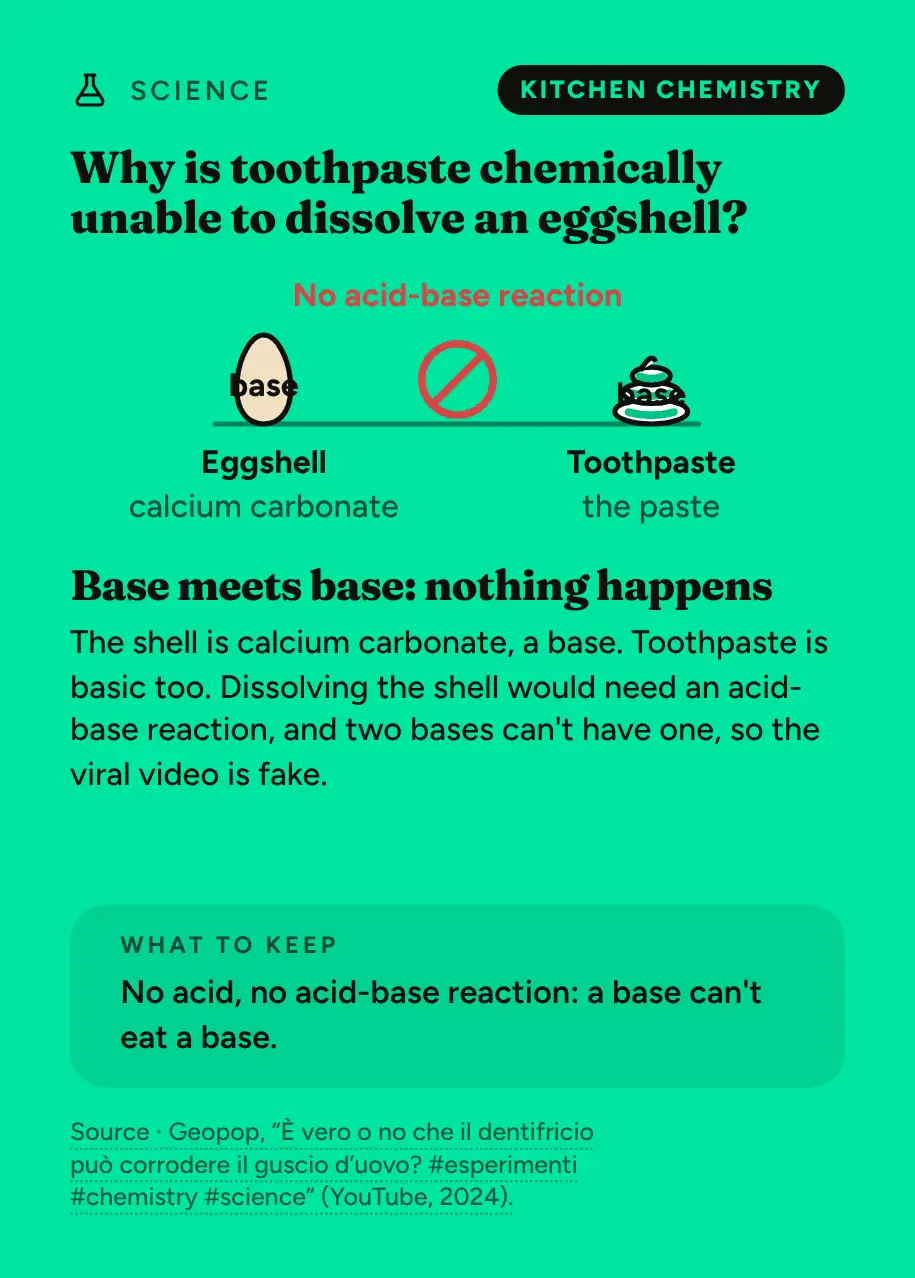 SCIENCE
KITCHEN CHEMISTRY
Why is toothpaste chemically
unable to dissolve an eggshell?
No acid-base reaction
base
base
Eggshell
Toothpaste
calcium carbonate
the paste
Base meets base: nothing happens
The shell is calcium carbonate, a base. Toothpaste is
basic too. Dissolving the shell would need an acid-
base reaction, and two bases can't have one, so the
viral video is fake.
WHAT TO KEEP
No acid, no acid-base reaction: a base can't
eat a base.
Source · Geopop, “È vero o no che il dentifricio
può corrodere il guscio d’uovo? #esperimenti
#chemistry #science“ (YouTube, 2024).